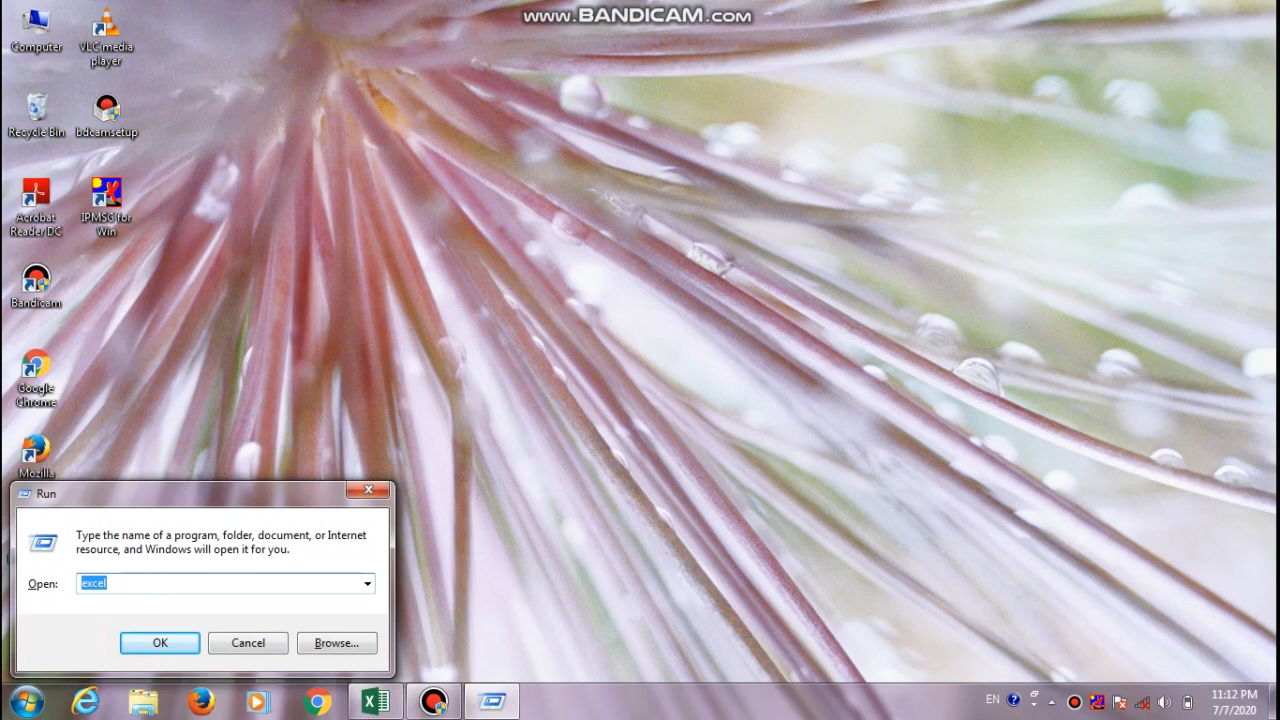 www.BANDICAM.com
Computer
VLC media
player
Recycle Bin
bdcamsetup
Acrobat
Reader DC
IPMSG for
Win
Bandicam
Google
Chrome
Mozilla
Run
Type the name of a program, folder, document, or Internet
resource, and Windows will open it for you.
Open:
excel
OK
Cancel
Browse...
EN
11:12 PM
7/7/2020